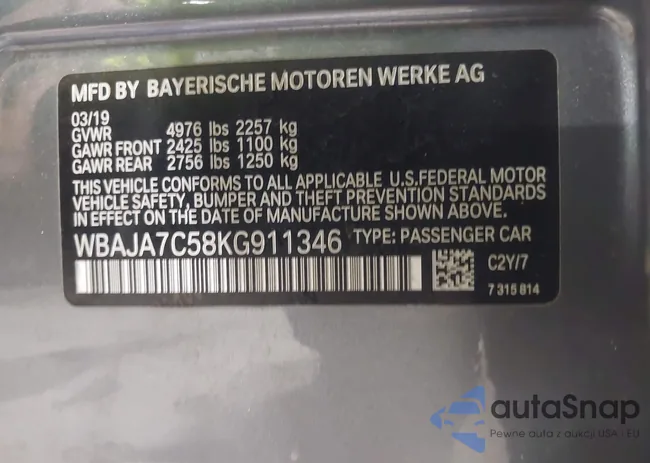 MFD BY BAYERISCHE MOTOREN WERKE AG
03/19
GVWR 4976 lbs 2257 kg
GAWR FRONT 2425 lbs 1100 kg
GAWR REAR 2756 lbs 1250 kg
THIS VEHICLE CONFORMS TO ALL APPLICABLE U.S.FEDERAL MOTOR
VEHICLE SAFETY, BUMPER AND THEFT PREVENTION STANDARDS
IN EFFECT ON THE DATE OF MANUFACTURE SHOWN ABOVE.
WBAJA7C58KG911346 TYPE: PASSENGER CAR
C2Y/7
7 315 814
autaSnap
Pewne auta z aukcji USA - EU